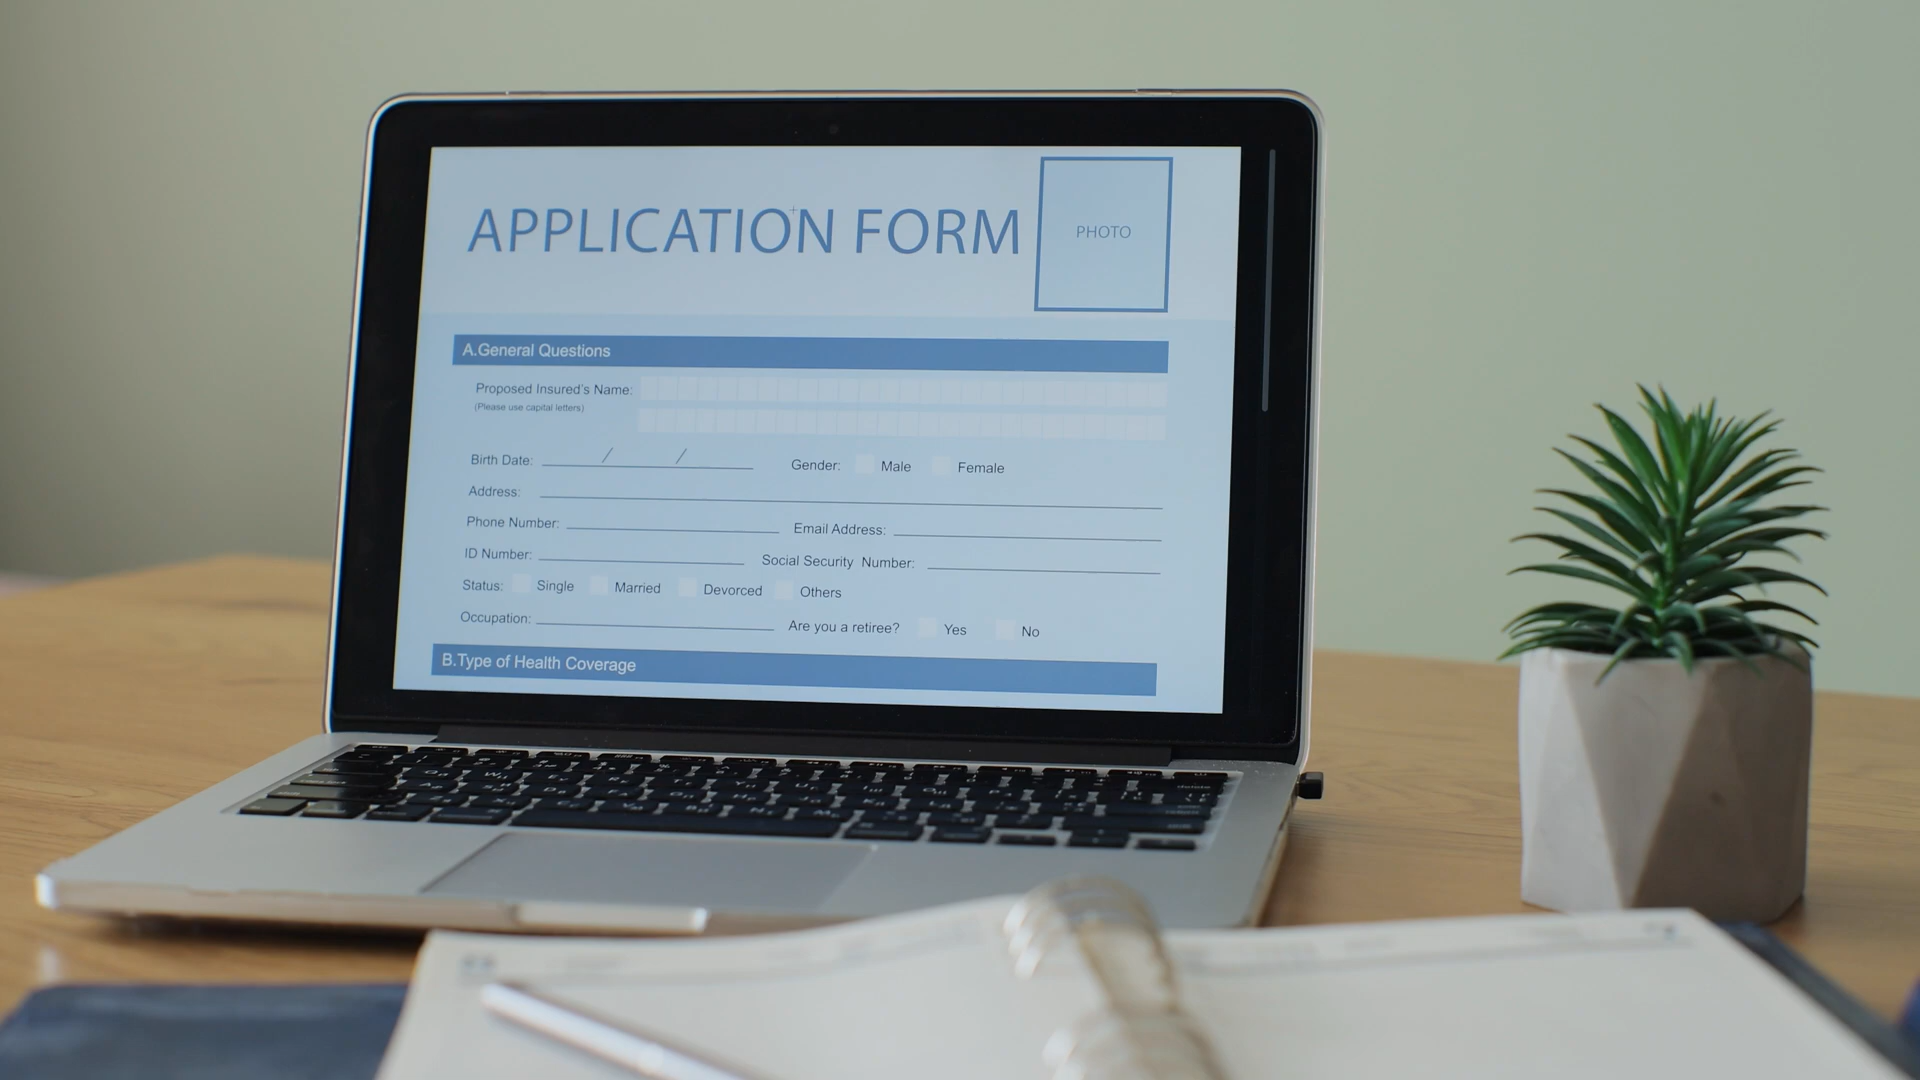 APPLICATION FORM
PHOTO
A.General Questions
Proposed Insured's Name:
(Please use capital letters)
Birth Date: / / Gender: Male Female
Address:
Phone Number: Email Address:
ID Number: Social Security Number:
Status: Single Married Devorced Others
Occupation: Are you a retiree? Yes No
B.Type of Health Coverage